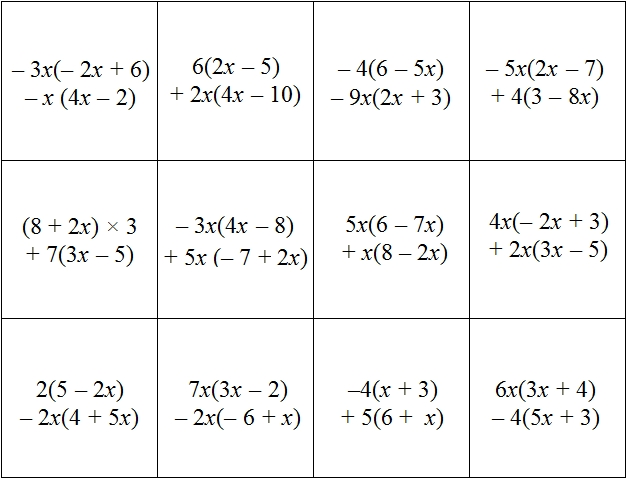 – 3x(– 2x + 6)
– x (4x – 2)
6(2x – 5)
+ 2x(4x – 10)
– 4(6 – 5x)
– 9x(2x + 3)
– 5x(2x – 7)
+ 4(3 – 8x)
(8 + 2x) × 3
+ 7(3x – 5)
– 3x(4x – 8)
+ 5x (– 7 + 2x)
5x(6 – 7x)
+ x(8 – 2x)
4x(– 2x + 3)
+ 2x(3x – 5)
2(5 – 2x)
– 2x(4 + 5x)
7x(3x – 2)
– 2x(– 6 + x)
–4(x + 3)
+ 5(6 + x)
6x(3x + 4)
– 4(5x + 3)